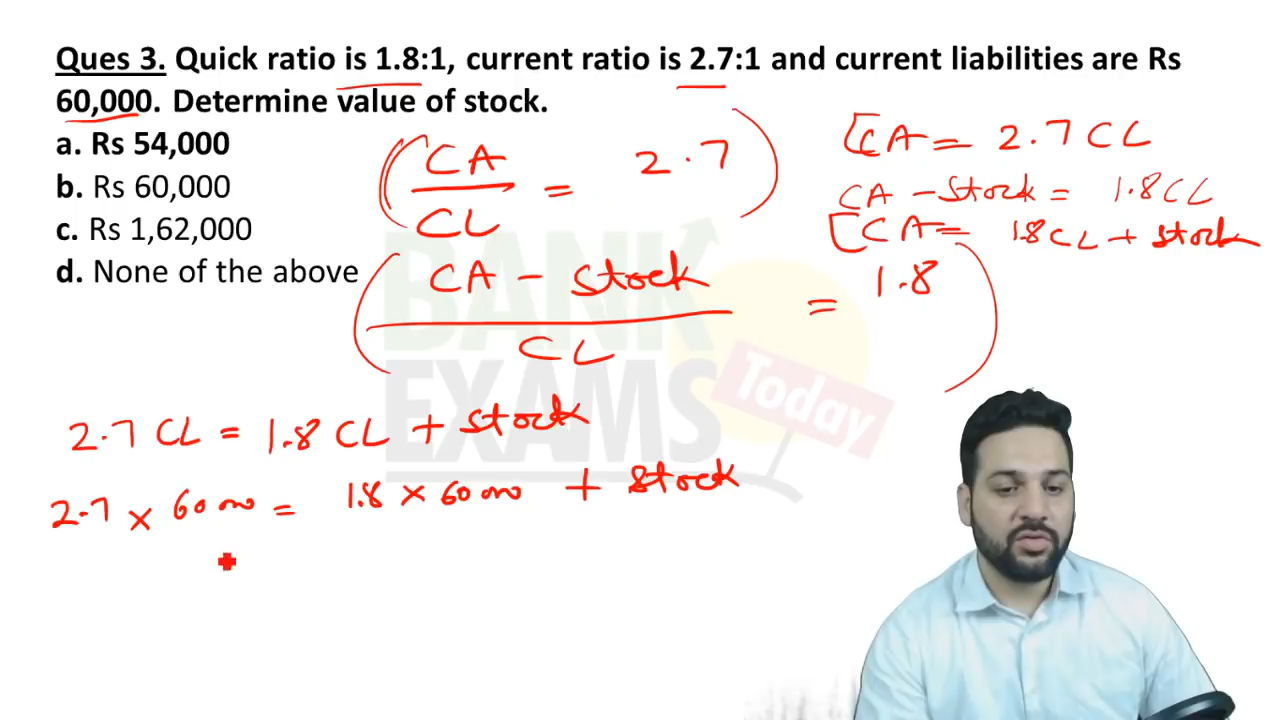 Ques 3. Quick ratio is 1.8:1, current ratio is 2.7:1 and current liabilities are Rs
60,000. Determine value of stock.
a. Rs 54,000
b. Rs 60,000
c. Rs 1,62,000
d. None of the above
CA / CL = 2.7
CA = 2.7 CL
CA - Stock = 1.8 CL
CA = 1.8 CL + stock
CA - stock / CL = 1.8
BANK
EXAMS
Today
2.7 CL = 1.8 CL + stock
2.7 × 60000 = 1.8 × 60000 + stock